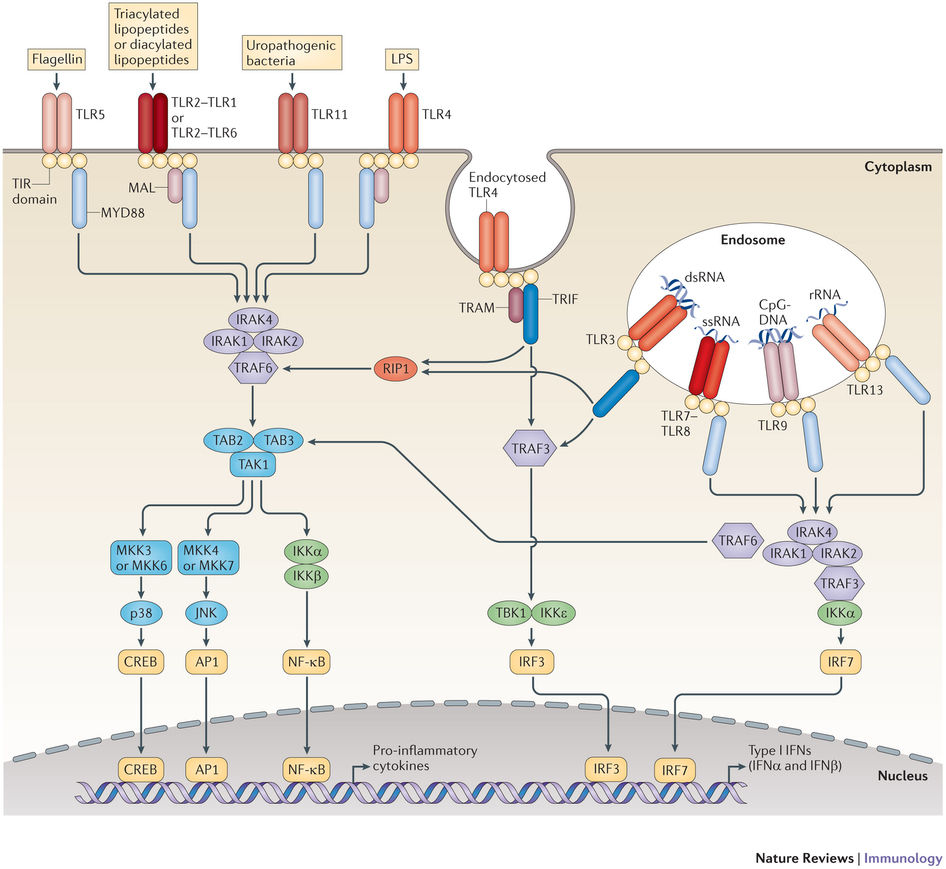 Flagellin
Triacylated
lipopeptides
or diacylated
lipopeptides
Uropathogenic
bacteria
LPS
TLR5
TLR2–TLR1
or
TLR2–TLR6
TLR11
TLR4
Cytoplasm
TIR
domain
MAL
MYD88
Endocytosed
TLR4
Endosome
TRAM
TRIF
dsRNA
ssRNA
CpG-
DNA
rRNA
TLR3
TLR7–
TLR8
TLR9
TLR13
IRAK4
IRAK1
IRAK2
TRAF6
RIP1
TAB2
TAB3
TAK1
TRAF3
TRAF6
IRAK4
IRAK1
IRAK2
TRAF3
IKKα
MKK3
or MKK6
MKK4
or MKK7
IKKα
IKKβ
p38
JNK
TBK1
IKKε
CREB
AP1
NF-κB
IRF3
IRF7
Pro-inflammatory
cytokines
Type I IFNs
(IFNα and IFNβ)
Nucleus
CREB
AP1
NF-κB
IRF3
IRF7
Nature Reviews | Immunology